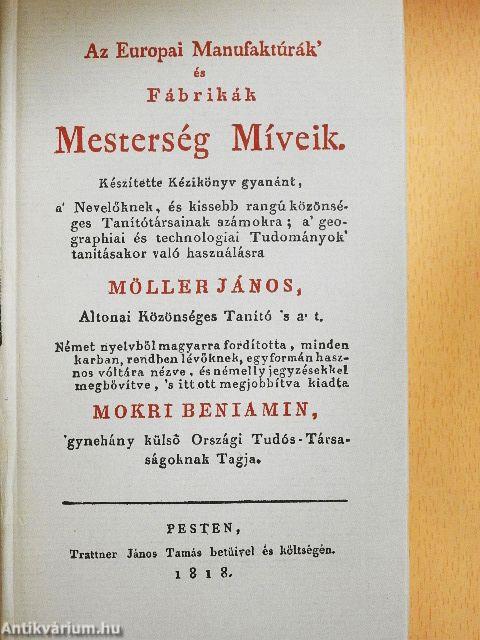 Az Europai Manufaktúrák'
és
Fábrikák
Mesterség Míveik.
Készítette Kézikönyv gyanánt,
a' Nevelőknek, és kissebb rangú közönsé-
ges Tanítótársainak számokra; a' geo-
graphiai és technologiai Tudományok'
tanításakor való használásra
MÖLLER JÁNOS,
Altonai Közönséges Tanító 's a' t.
Német nyelvből magyarra fordította, minden
karban, rendben lévőknek, egyformán hasz-
nos vóltára nézve, és némelly jegyzésekkel
megbövítve, 's itt ott megjobbítva kiadta
MOKRI BENIAMIN,
'gynehány külső Országi Tudós-Társa-
ságoknak Tagja.
PESTEN,
Trattner János Tamás betűivel és költségén.
1818.
Antikvárium.hu